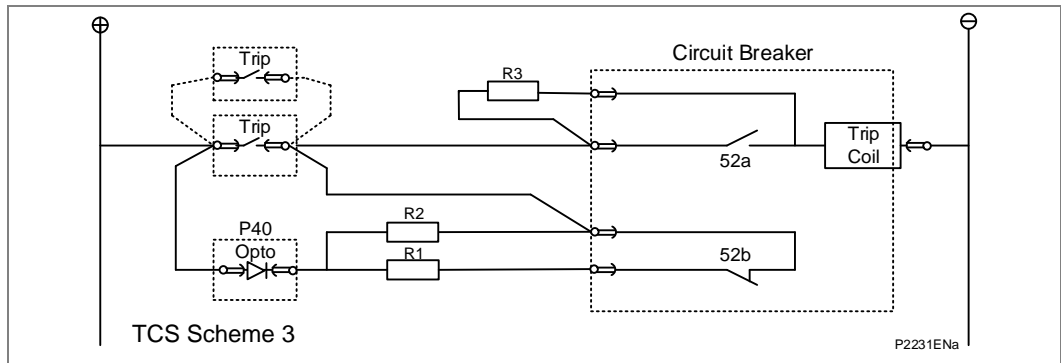 ⊕
⊖
Trip
Circuit Breaker
R3
Trip
52a
Trip
Coil
P40
Opto
R2
R1
52b
TCS Scheme 3
P2231ENa